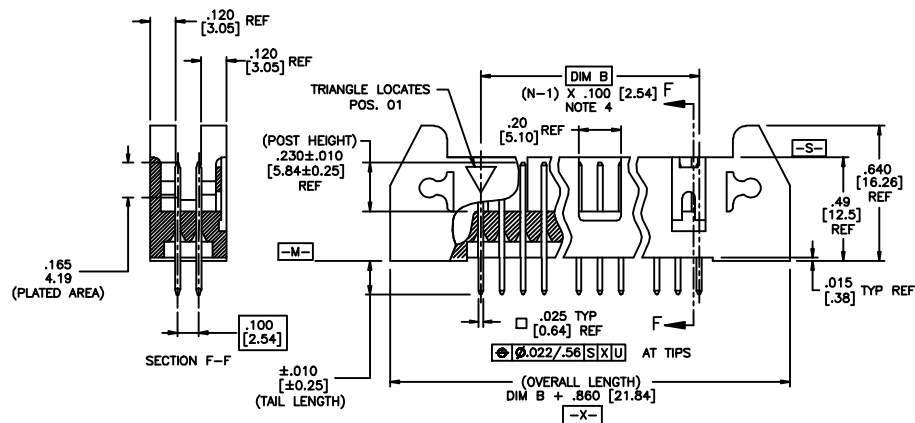 .120
[3.05] REF
.120
[3.05] REF
TRIANGLE LOCATES
POS. 01
DIM B
(N-1) X .100 [2.54]
NOTE 4
F
.20
[5.10] REF
(POST HEIGHT)
.230±.010
[5.84±0.25]
REF
-S-
.640
[16.26]
REF
.49
[12.5]
REF
-M-
.165
4.19
(PLATED AREA)
.015
[.38] TYP REF
.100
[2.54]
.025 TYP
[0.64] REF
F
SECTION F-F
Ø.022/.56 S X U AT TIPS
±.010
[±0.25]
(TAIL LENGTH)
(OVERALL LENGTH)
DIM B + .860 [21.84]
-X-